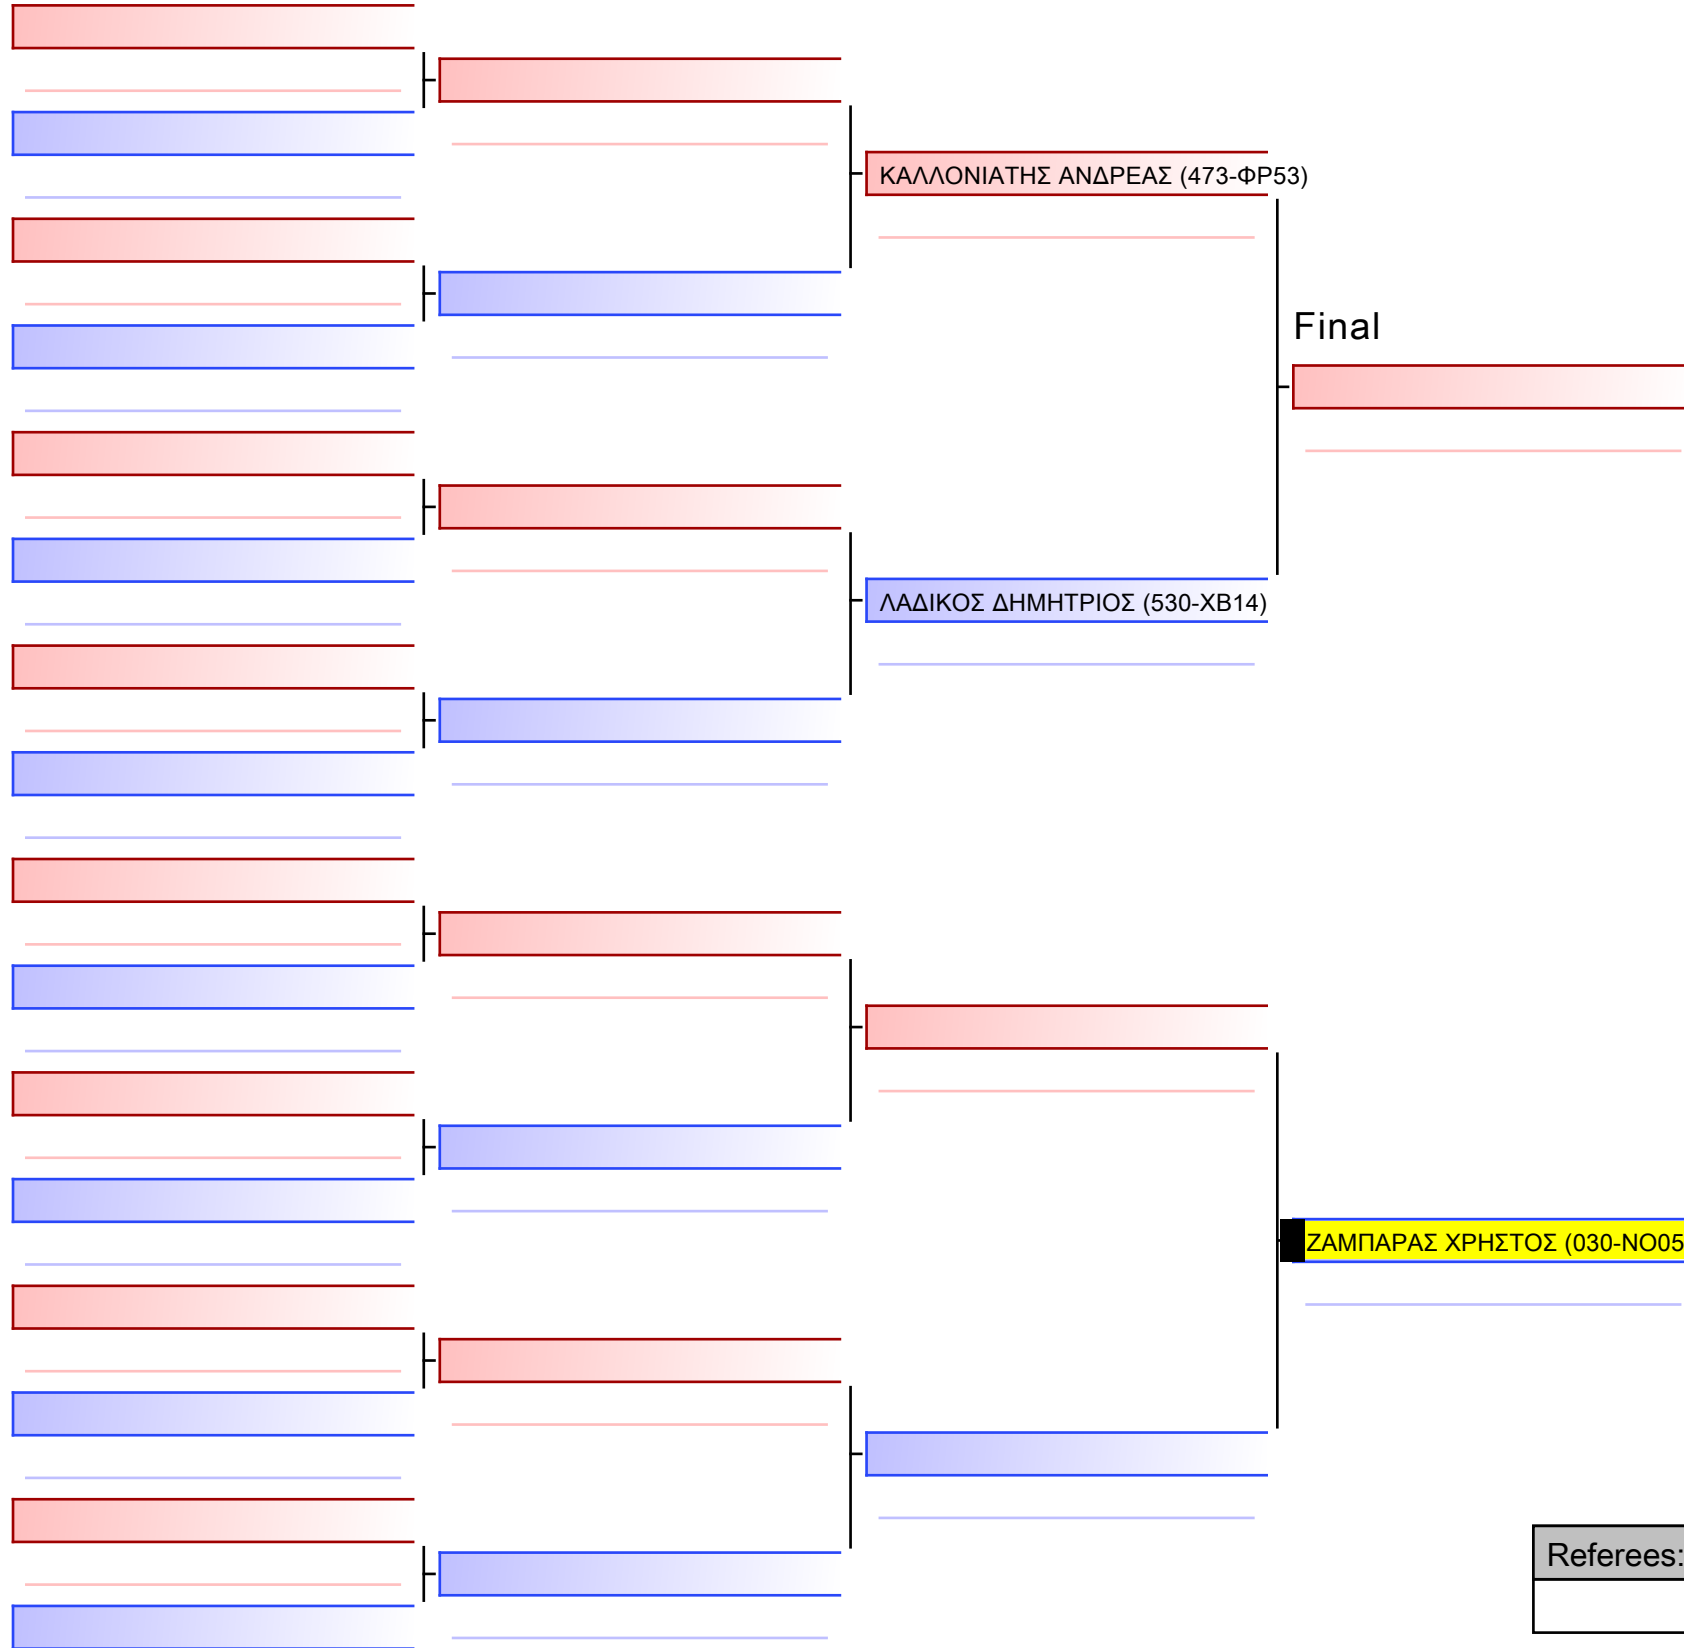 ΚΑΛΛΟΝΙΑΤΗΣ ΑΝΔΡΕΑΣ (473-ΦΡ53)
Final
ΛΑΔΙΚΟΣ ΔΗΜΗΤΡΙΟΣ (530-ΧΒ14)
ΖΑΜΠΑΡΑΣ ΧΡΗΣΤΟΣ (030-ΝΟ05
Referees: